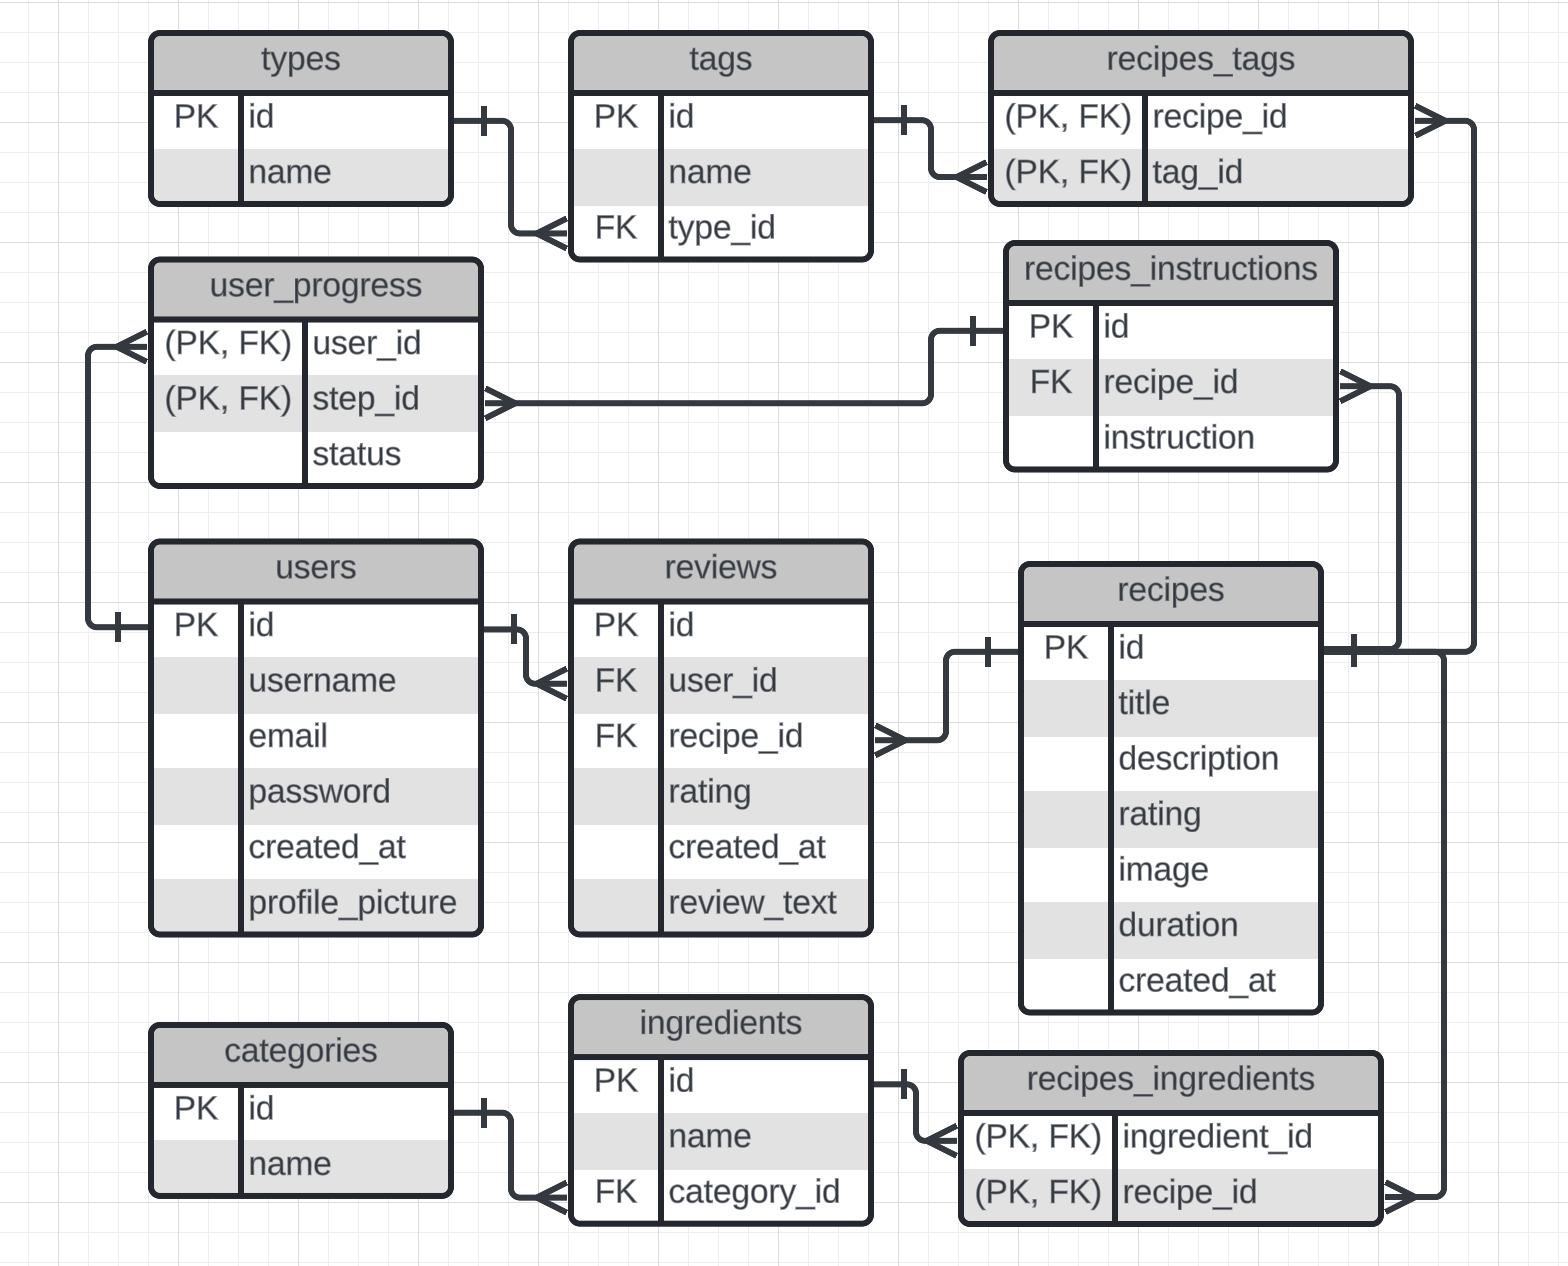 types
PK id
name
tags
PK id
name
FK type_id
recipes_tags
(PK, FK) recipe_id
(PK, FK) tag_id
user_progress
(PK, FK) user_id
(PK, FK) step_id
status
recipes_instructions
PK id
FK recipe_id
instruction
users
PK id
username
email
password
created_at
profile_picture
reviews
PK id
FK user_id
FK recipe_id
rating
created_at
review_text
recipes
PK id
title
description
rating
image
duration
created_at
categories
PK id
name
ingredients
PK id
name
FK category_id
recipes_ingredients
(PK, FK) ingredient_id
(PK, FK) recipe_id